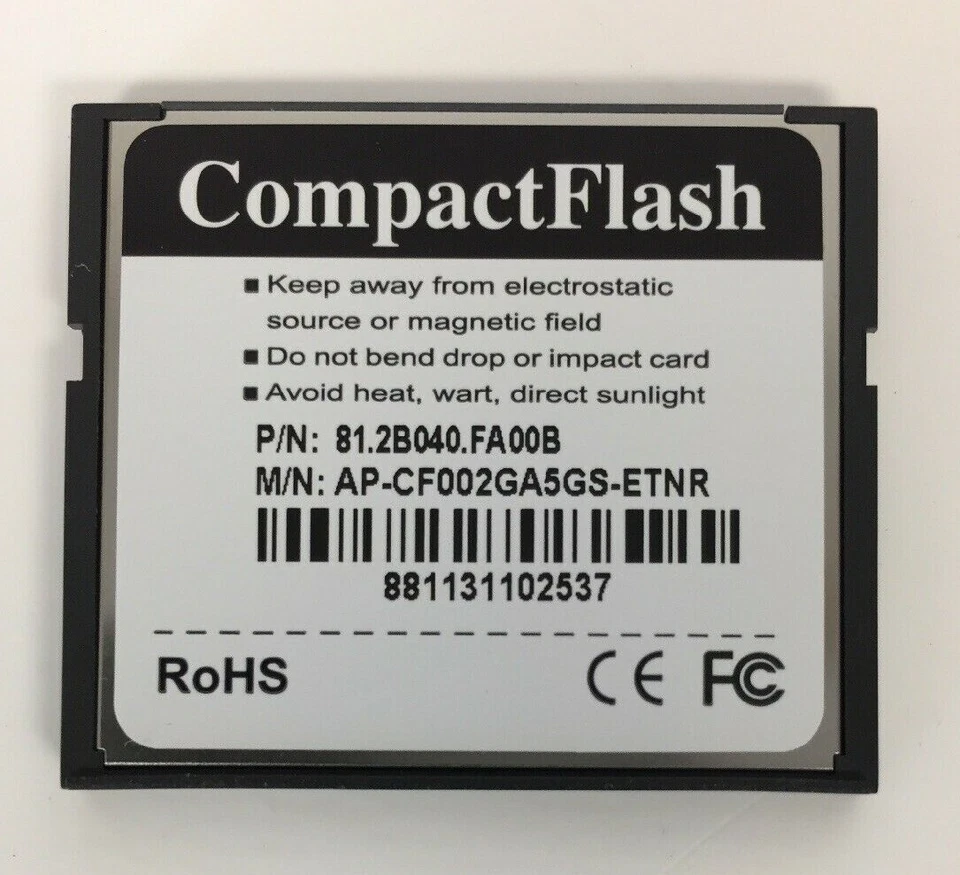 CompactFlash
▪ Keep away from electrostatic
source or magnetic field
▪ Do not bend drop or impact card
▪ Avoid heat, wart, direct sunlight
P/N: 81.2B040.FA00B
M/N: AP-CF002GA5GS-ETNR
881131102537
RoHS CE FC